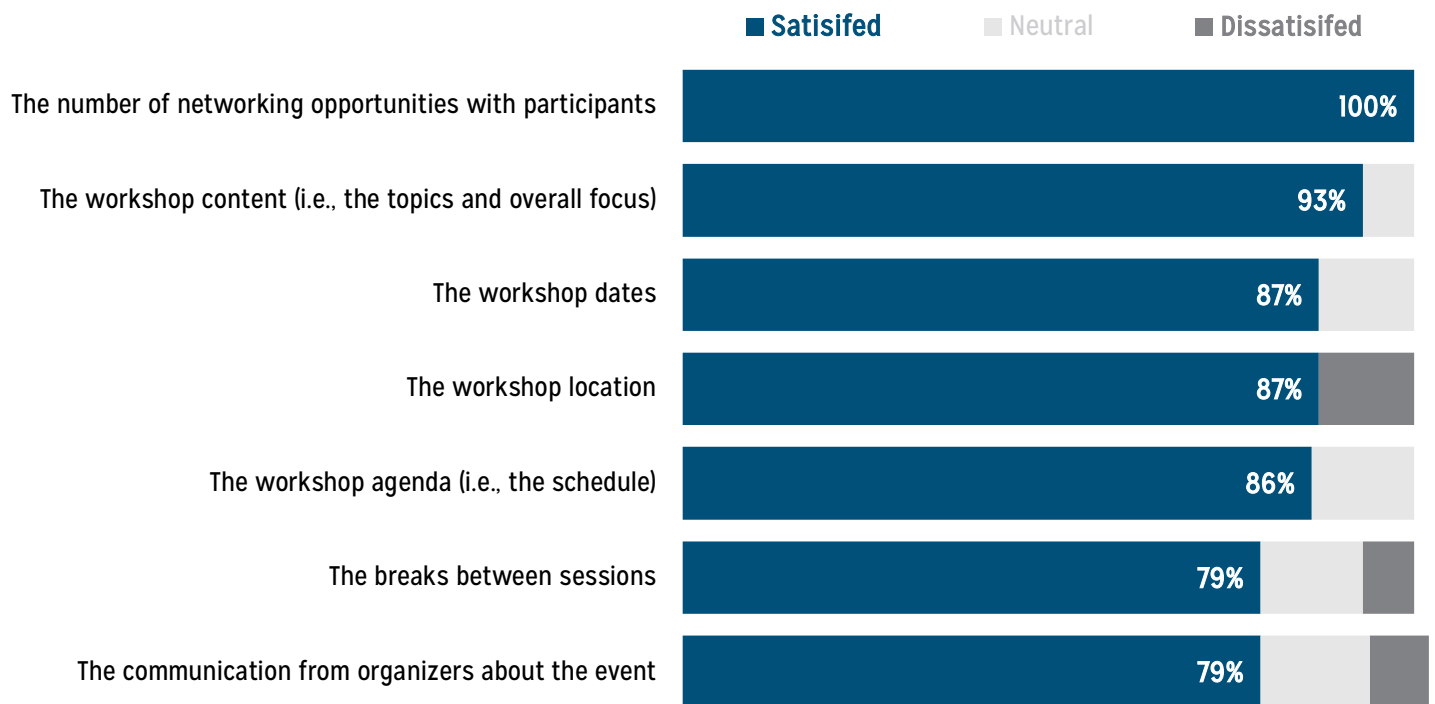 Satisifed Neutral Dissatisifed
The number of networking opportunities with participants 100%
The workshop content (i.e., the topics and overall focus) 93%
The workshop dates 87%
The workshop location 87%
The workshop agenda (i.e., the schedule) 86%
The breaks between sessions 79%
The communication from organizers about the event 79%